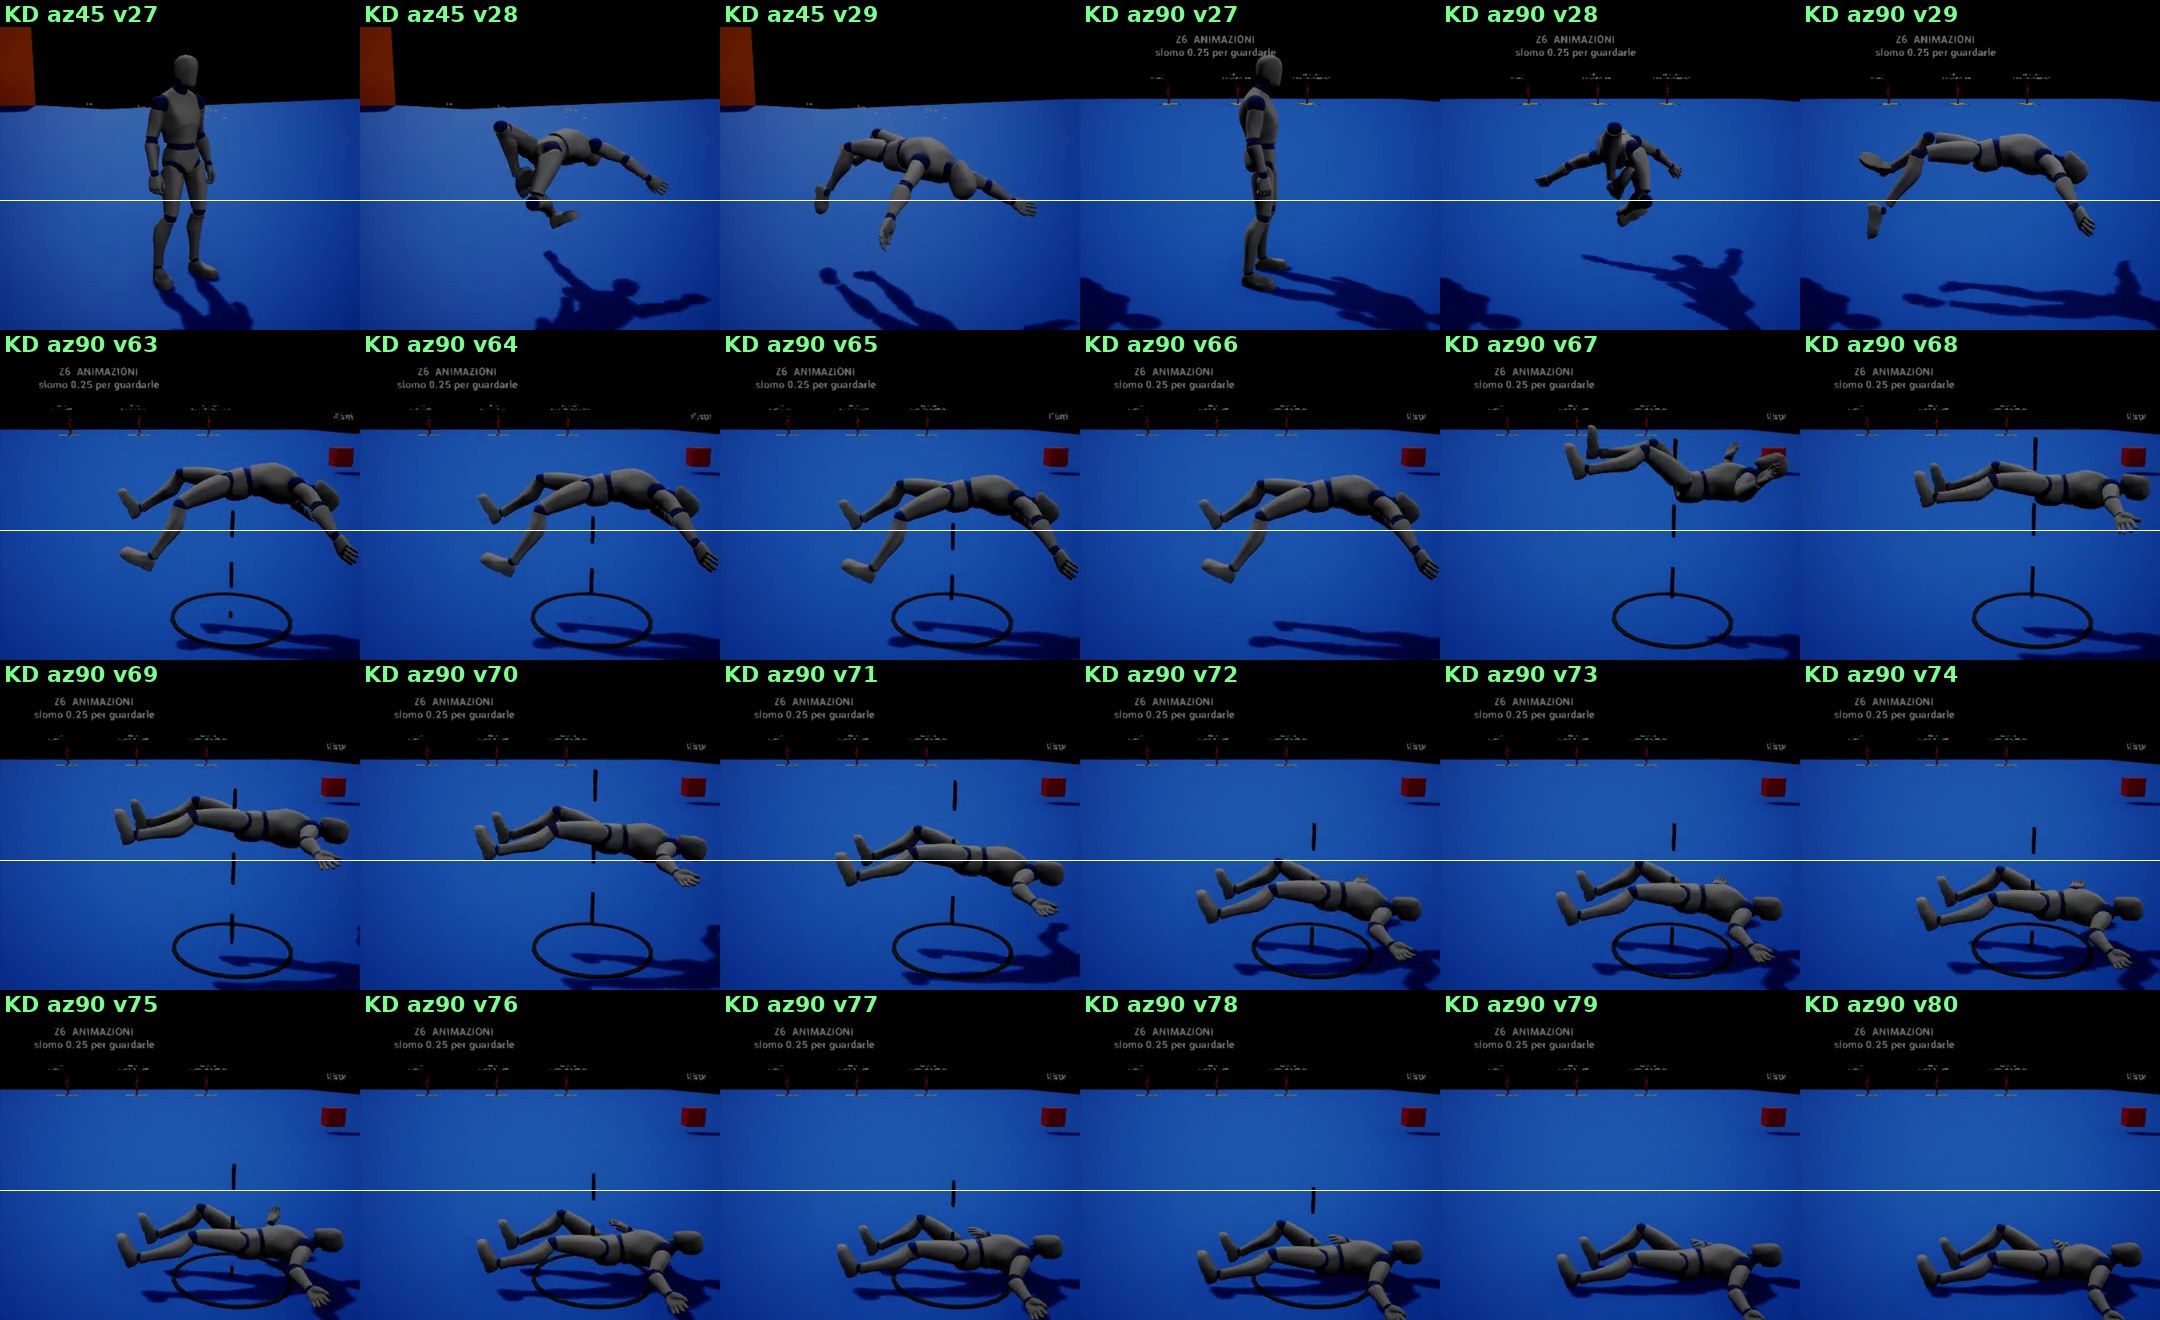 KD az45 v27
KD az45 v28
KD az45 v29
KD az90 v27
Z6 ANIMAZIONI
slomo 0.25 per guardarle
KD az90 v28
Z6 ANIMAZIONI
slomo 0.25 per guardarle
KD az90 v29
Z6 ANIMAZIONI
slomo 0.25 per guardarle
KD az90 v63
Z6 ANIMAZIONI
slomo 0.25 per guardarle
KD az90 v64
Z6 ANIMAZIONI
slomo 0.25 per guardarle
KD az90 v65
Z6 ANIMAZIONI
slomo 0.25 per guardarle
KD az90 v66
Z6 ANIMAZIONI
slomo 0.25 per guardarle
KD az90 v67
Z6 ANIMAZIONI
slomo 0.25 per guardarle
KD az90 v68
Z6 ANIMAZIONI
slomo 0.25 per guardarle
KD az90 v69
Z6 ANIMAZIONI
slomo 0.25 per guardarle
KD az90 v70
Z6 ANIMAZIONI
slomo 0.25 per guardarle
KD az90 v71
Z6 ANIMAZIONI
slomo 0.25 per guardarle
KD az90 v72
Z6 ANIMAZIONI
slomo 0.25 per guardarle
KD az90 v73
Z6 ANIMAZIONI
slomo 0.25 per guardarle
KD az90 v74
Z6 ANIMAZIONI
slomo 0.25 per guardarle
KD az90 v75
Z6 ANIMAZIONI
slomo 0.25 per guardarle
KD az90 v76
Z6 ANIMAZIONI
slomo 0.25 per guardarle
KD az90 v77
Z6 ANIMAZIONI
slomo 0.25 per guardarle
KD az90 v78
Z6 ANIMAZIONI
slomo 0.25 per guardarle
KD az90 v79
Z6 ANIMAZIONI
slomo 0.25 per guardarle
KD az90 v80
Z6 ANIMAZIONI
slomo 0.25 per guardarle